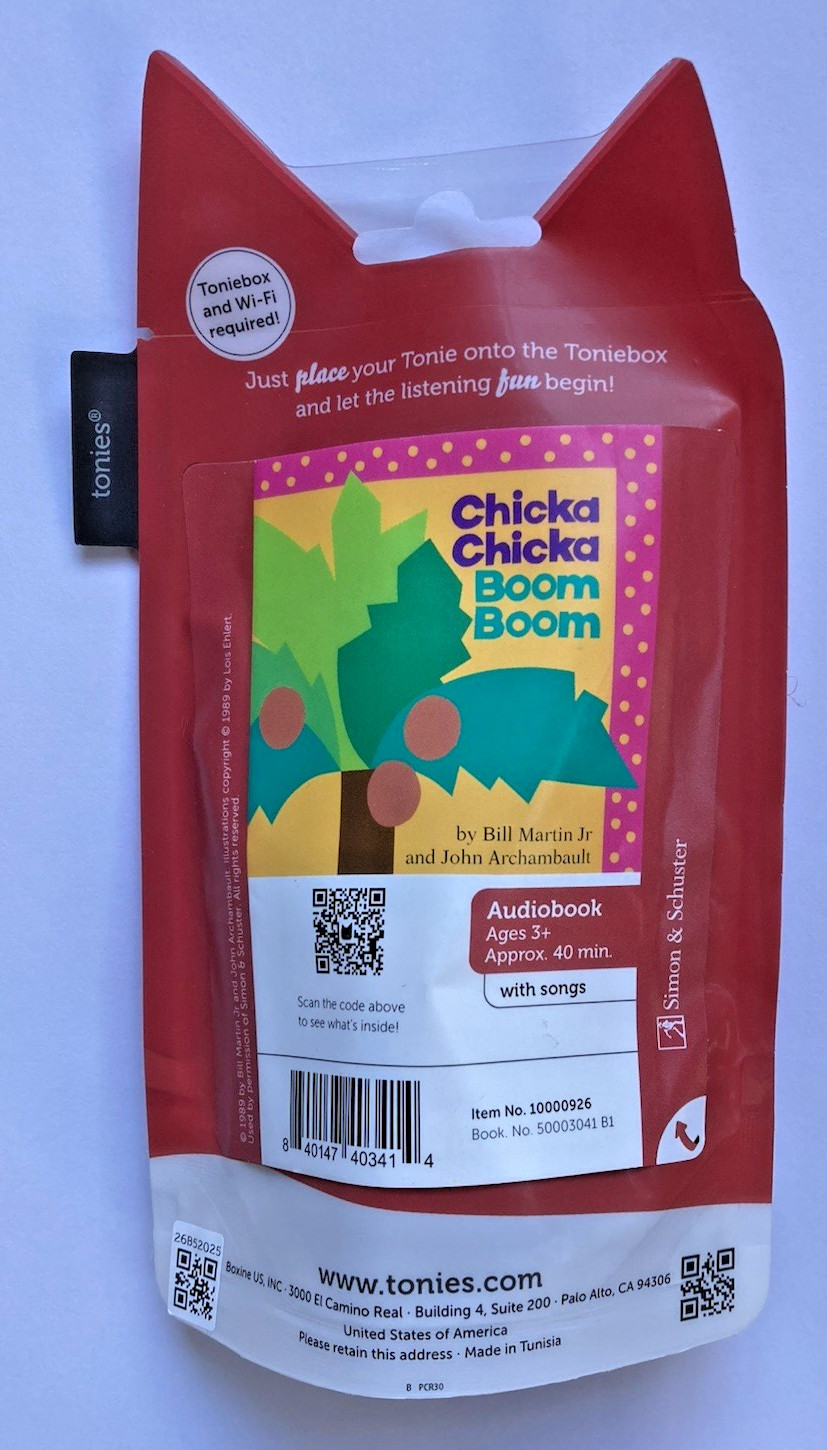 Toniebox
and Wi-Fi
required!
Just place your Tonie onto the Toniebox
and let the listening fun begin!
tonies®
Chicka
Chicka
Boom
Boom
by Bill Martin Jr
and John Archambault
© 1989 by Bill Martin Jr and John Archambault. Illustrations copyright © 1989 by Lois Ehlert.
Used by permission of Simon & Schuster. All rights reserved.
Audiobook
Ages 3+
Approx. 40 min.
with songs
Simon & Schuster
Scan the code above
to see what's inside!
8 40147 40341 4
Item No. 10000926
Book. No. 50003041 B1
26B52025
www.tonies.com
Boxine US, INC · 3000 El Camino Real · Building 4, Suite 200 · Palo Alto, CA 94306
United States of America
Please retain this address · Made in Tunisia
B PCR30